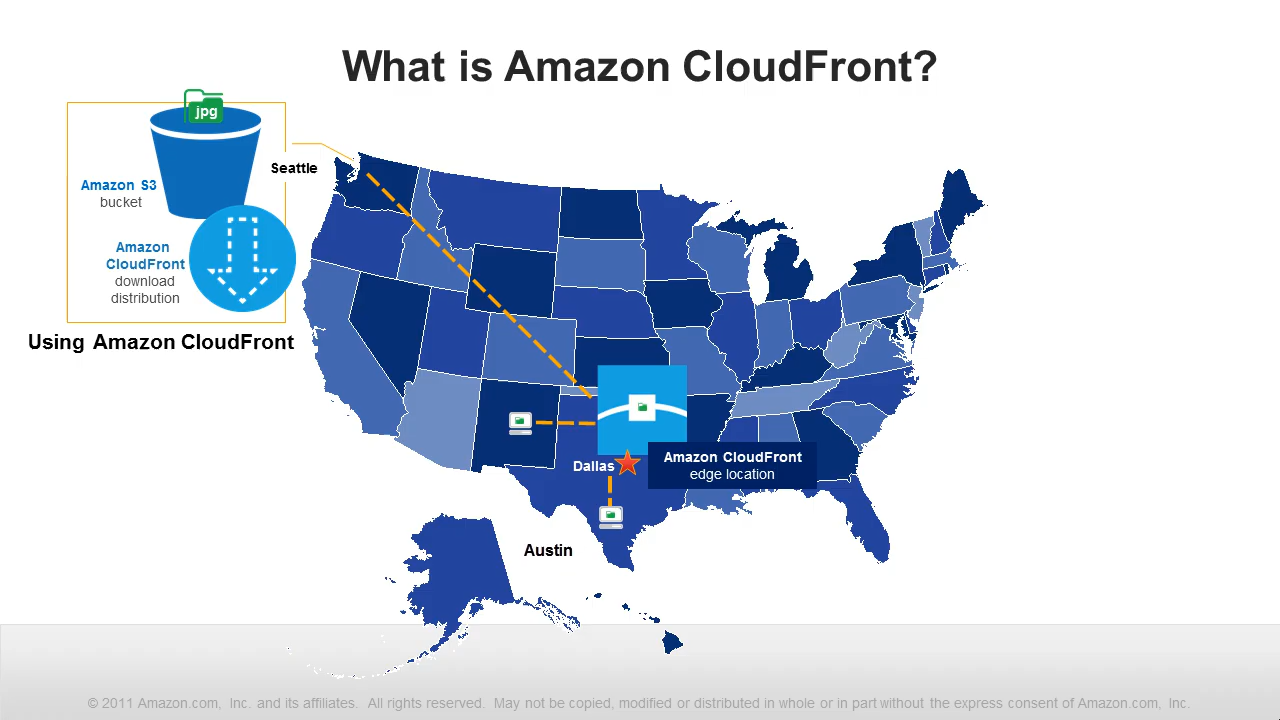 What is Amazon CloudFront?
jpg
Seattle
Amazon S3
bucket
Amazon
CloudFront
download
distribution
Using Amazon CloudFront
Dallas
Amazon CloudFront
edge location
Austin
© 2011 Amazon.com, Inc. and its affiliates. All rights reserved. May not be copied, modified or distributed in whole or in part without the express consent of Amazon.com, Inc.